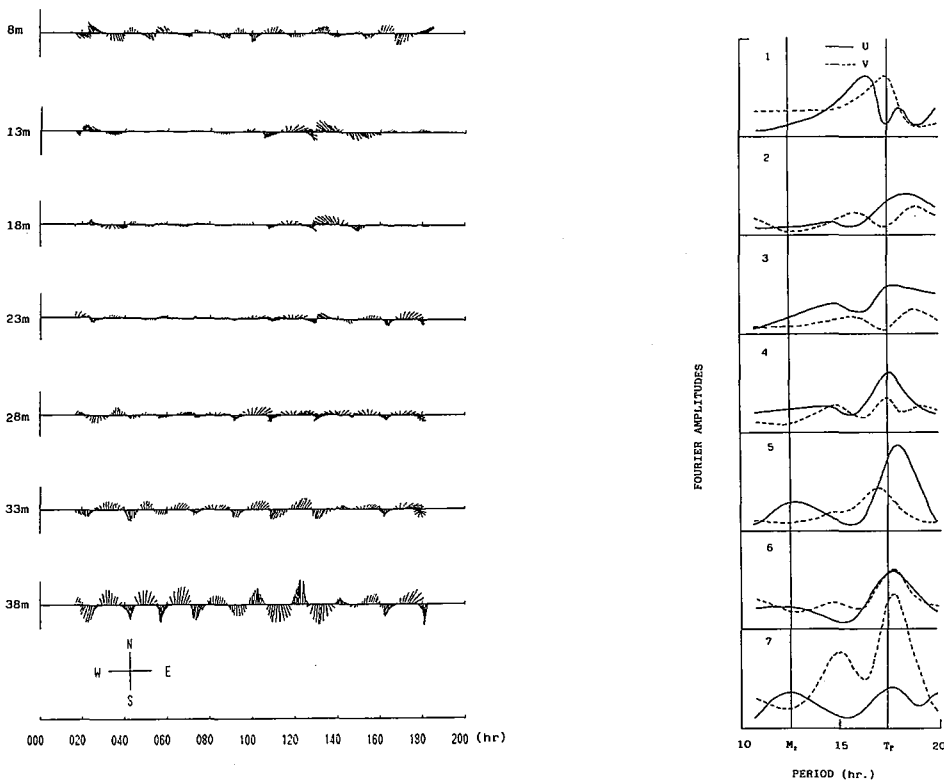 8m
13m
18m
23m
28m
33m
38m
N
W E
S
000 020 040 060 080 100 120 140 160 180 200 (hr)
U
V
1
2
3
4
5
6
7
FOURIER AMPLITUDES
10 M₂ 15 Tₚ 20
PERIOD (hr.)